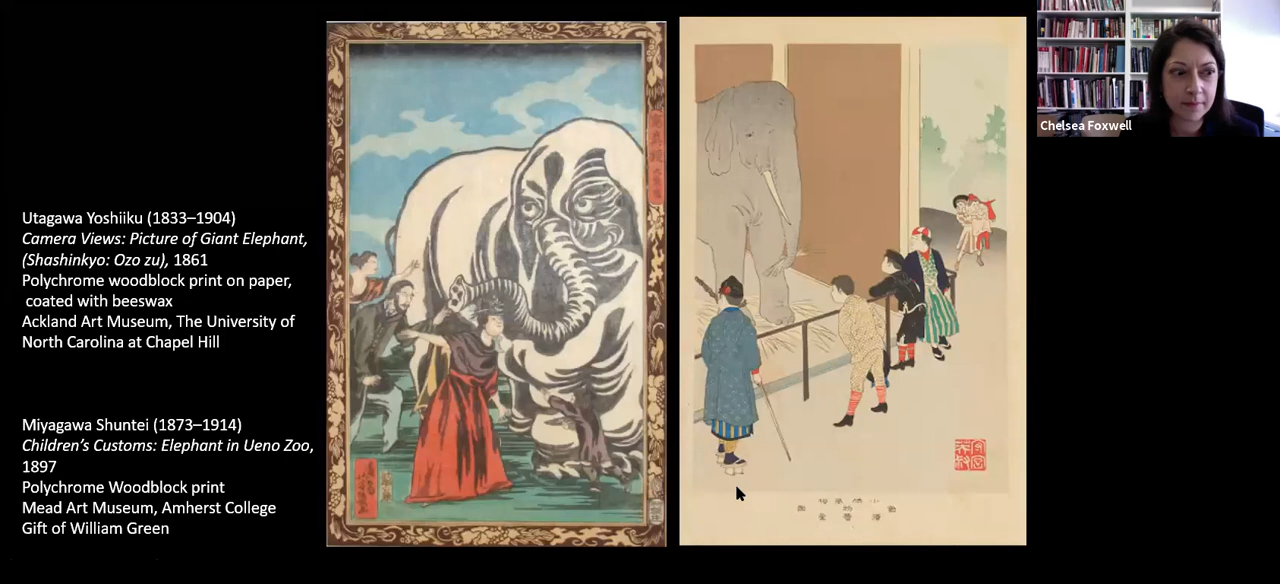 Utagawa Yoshiiku (1833–1904)
Camera Views: Picture of Giant Elephant,
(Shashinkyo: Ozo zu), 1861
Polychrome woodblock print on paper,
coated with beeswax
Ackland Art Museum, The University of
North Carolina at Chapel Hill
Miyagawa Shuntei (1873–1914)
Children’s Customs: Elephant in Ueno Zoo,
1897
Polychrome Woodblock print
Mead Art Museum, Amherst College
Gift of William Green
Chelsea Foxwell